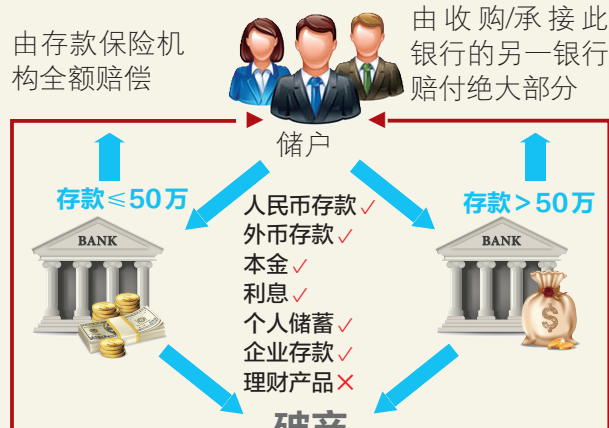 由存款保险机
构全额赔偿
由收购/承接此
银行的另一银行
赔付绝大部分
储户
存款≤50万
存款>50万
BANK
BANK
人民币存款✓
外币存款✓
本金✓
利息✓
个人储蓄✓
企业存款✓
理财产品×
$
破产